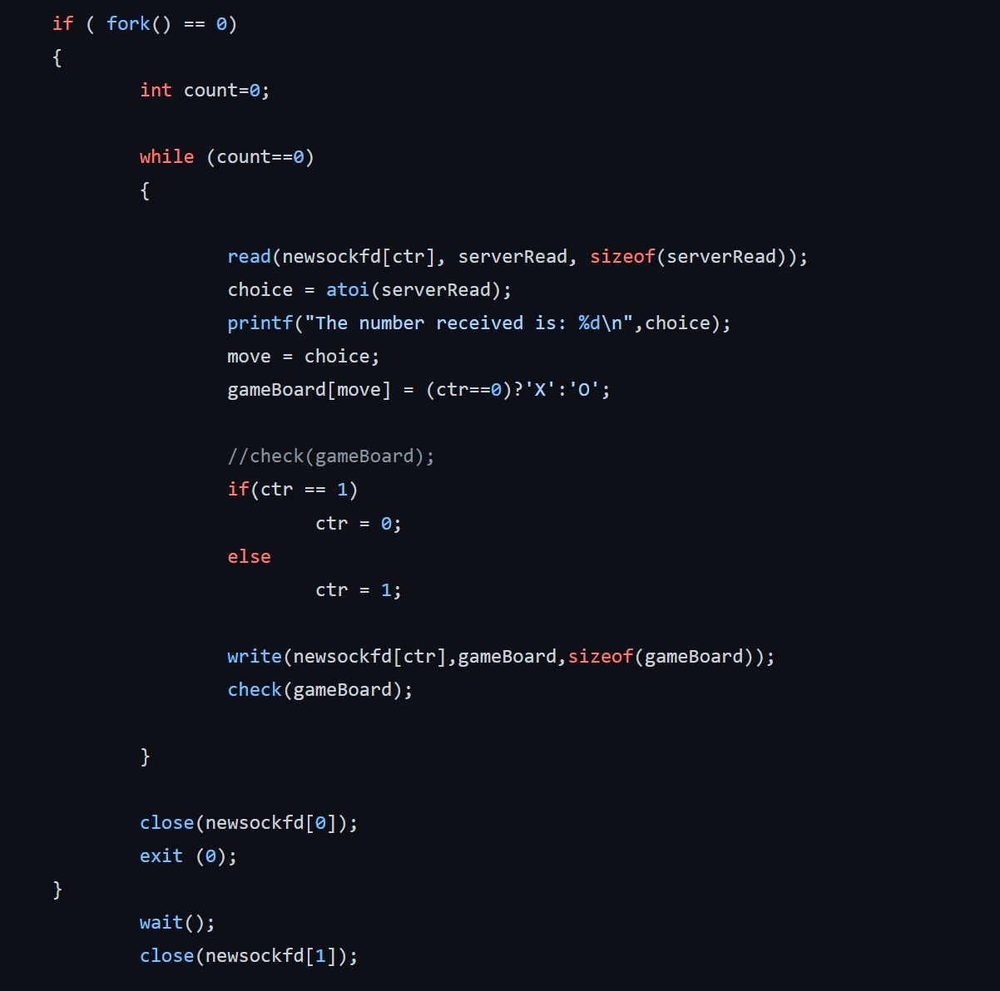 if ( fork() == 0)
{
int count=0;
while (count==0)
{
read(newsockfd[ctr], serverRead, sizeof(serverRead));
choice = atoi(serverRead);
printf("The number received is: %d\n",choice);
move = choice;
gameBoard[move] = (ctr==0)?'X':'O';
//check(gameBoard);
if(ctr == 1)
ctr = 0;
else
ctr = 1;
write(newsockfd[ctr],gameBoard,sizeof(gameBoard));
check(gameBoard);
}
close(newsockfd[0]);
exit (0);
}
wait();
close(newsockfd[1]);